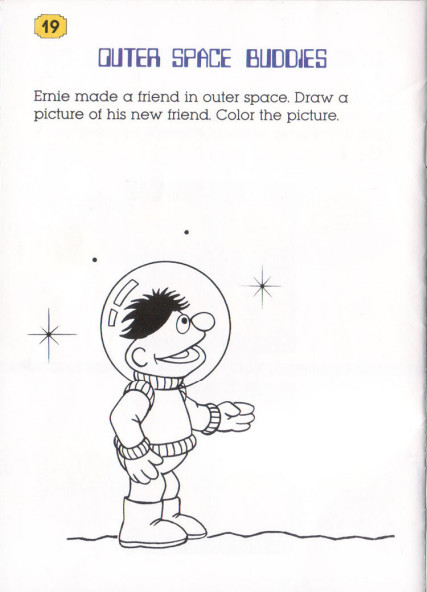 19
OUTER SPACE BUDDIES
Ernie made a friend in outer space. Draw a
picture of his new friend. Color the picture.